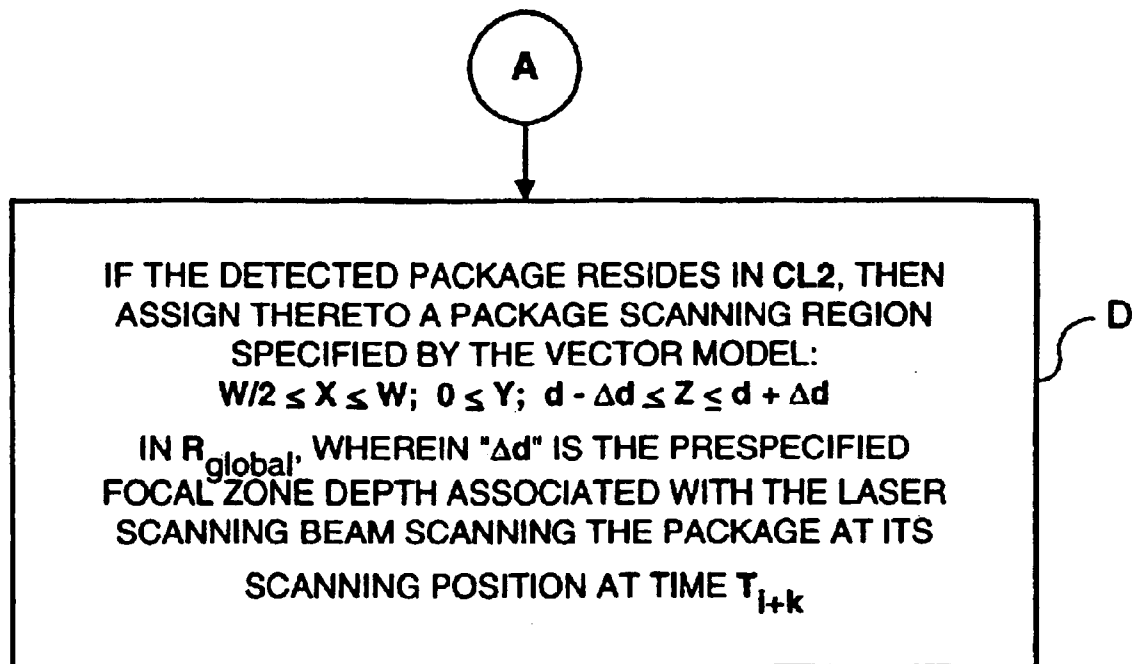 A
IF THE DETECTED PACKAGE RESIDES IN CL2, THEN
ASSIGN THERETO A PACKAGE SCANNING REGION
SPECIFIED BY THE VECTOR MODEL:
W/2 ≤ X ≤ W; 0 ≤ Y; d - Δd ≤ Z ≤ d + Δd
IN R_global, WHEREIN "Δd" IS THE PRESPECIFIED
FOCAL ZONE DEPTH ASSOCIATED WITH THE LASER
SCANNING BEAM SCANNING THE PACKAGE AT ITS
SCANNING POSITION AT TIME T_i+k
D